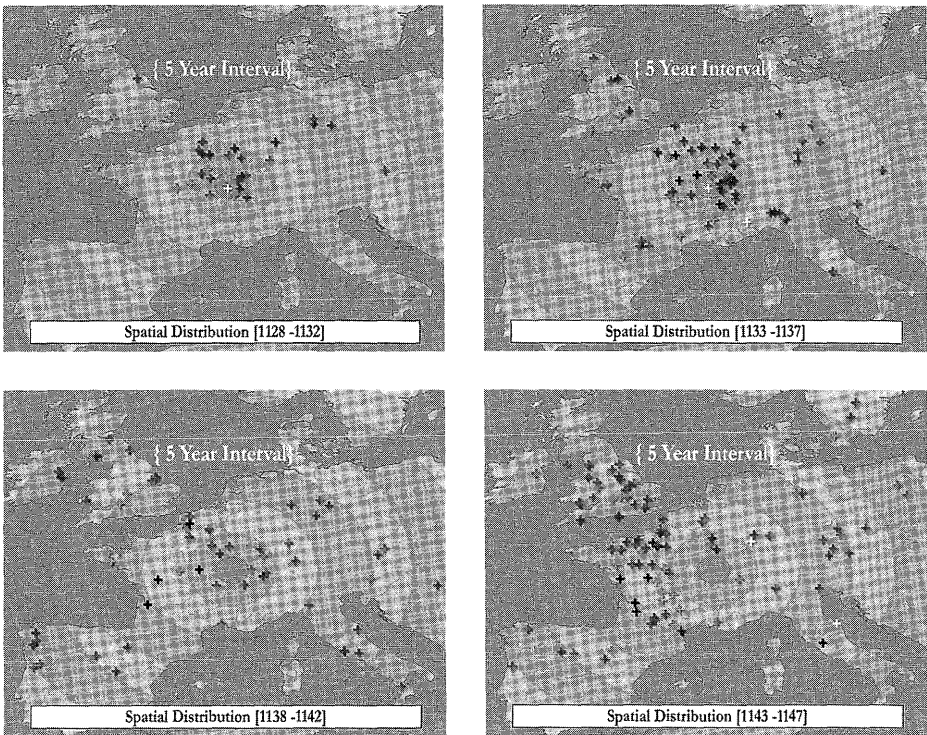 { 5 Year Interval}
Spatial Distribution [1128 -1132]
{ 5 Year Interval}
Spatial Distribution [1133 -1137]
{ 5 Year Interval}
Spatial Distribution [1138 -1142]
{ 5 Year Interval}
Spatial Distribution [1143 -1147]